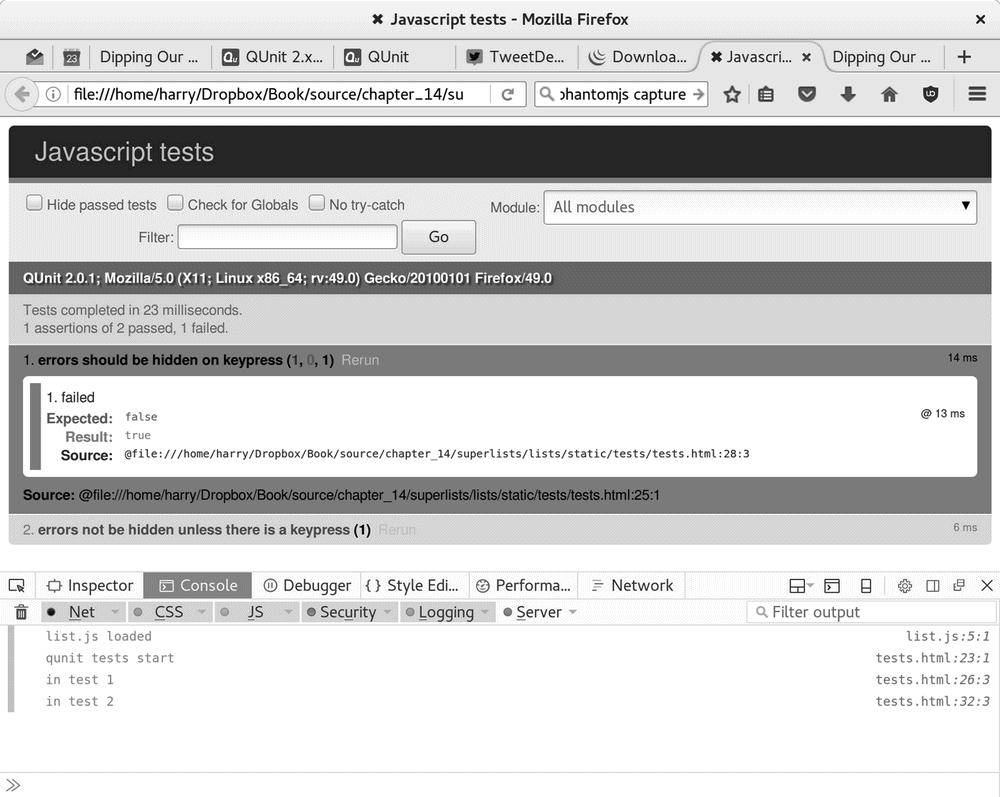 ✖ Javascript tests - Mozilla Firefox
23 Dipping Our ... QUnit 2.x... QUnit TweetDe... Downloa... ✖ Javascri... Dipping Our ...
file:///home/harry/Dropbox/Book/source/chapter_14/su phantomjs capture
Javascript tests
Hide passed tests Check for Globals No try-catch Module: All modules
Filter: Go
QUnit 2.0.1; Mozilla/5.0 (X11; Linux x86_64; rv:49.0) Gecko/20100101 Firefox/49.0
Tests completed in 23 milliseconds.
1 assertions of 2 passed, 1 failed.
1. errors should be hidden on keypress (1, 0, 1) Rerun 14 ms
1. failed
Expected: false @ 13 ms
Result: true
Source: @file:///home/harry/Dropbox/Book/source/chapter_14/superlists/lists/static/tests/tests.html:28:3
Source: @file:///home/harry/Dropbox/Book/source/chapter_14/superlists/lists/static/tests/tests.html:25:1
2. errors not be hidden unless there is a keypress (1) Rerun 6 ms
Inspector Console Debugger { } Style Edi... Performa... Network
Net CSS JS Security Logging Server Filter output
list.js loaded list.js:5:1
qunit tests start tests.html:23:1
in test 1 tests.html:26:3
in test 2 tests.html:32:3